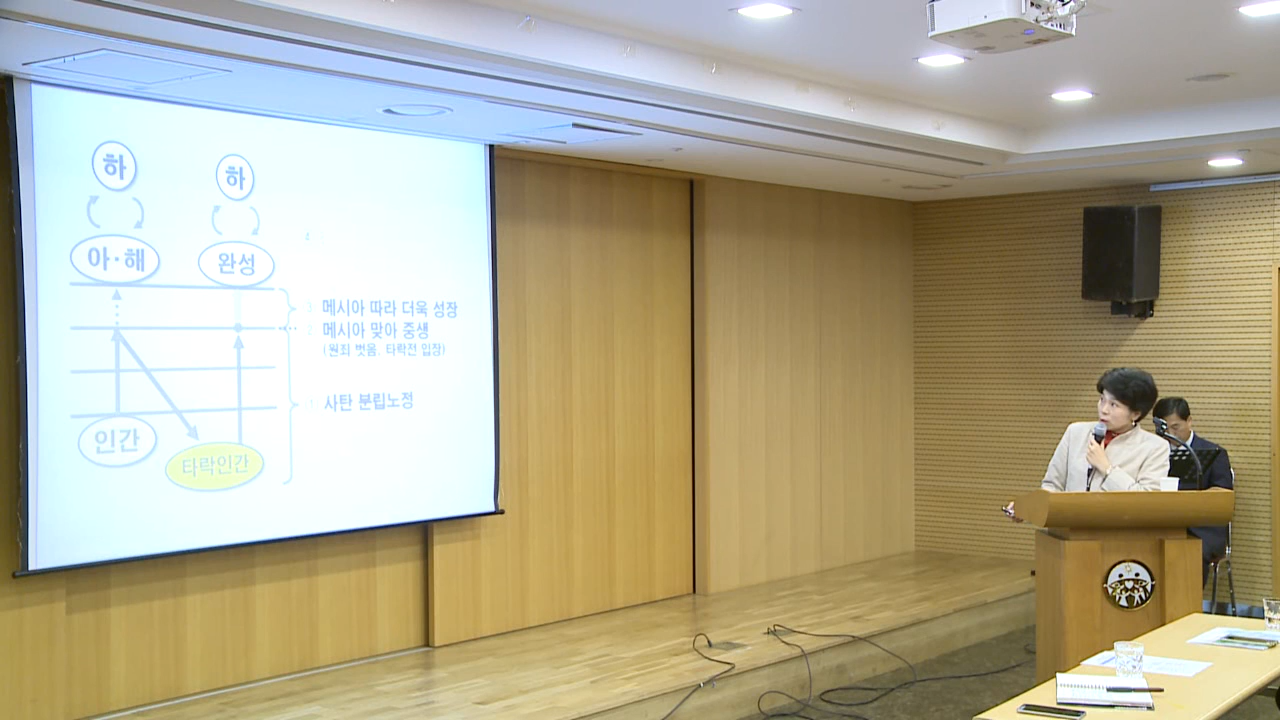 하 하
아·해 완성
3. 메시아 따라 더욱 성장
2. 메시아 맞아 중생
(원죄 벗음, 타락전 입장)
1. 사탄 분립노정
인간
타락인간